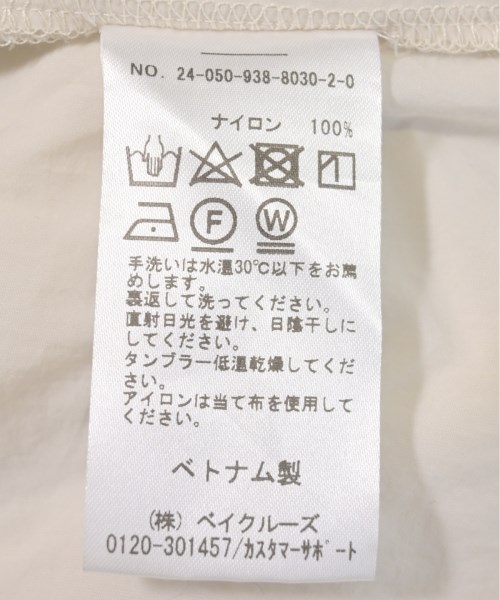 NO. 24-050-938-8030-2-0
ナイロン 100%
F W
手洗いは水温30℃以下をお薦
めします。
裏返して洗ってください。
直射日光を避け、日陰干しに
してください。
タンブラー低温乾燥してくだ
さい。
アイロンは当て布を使用して
ください。
ベトナム製
(株) ベイクルーズ
0120-301457/カスタマーサポート